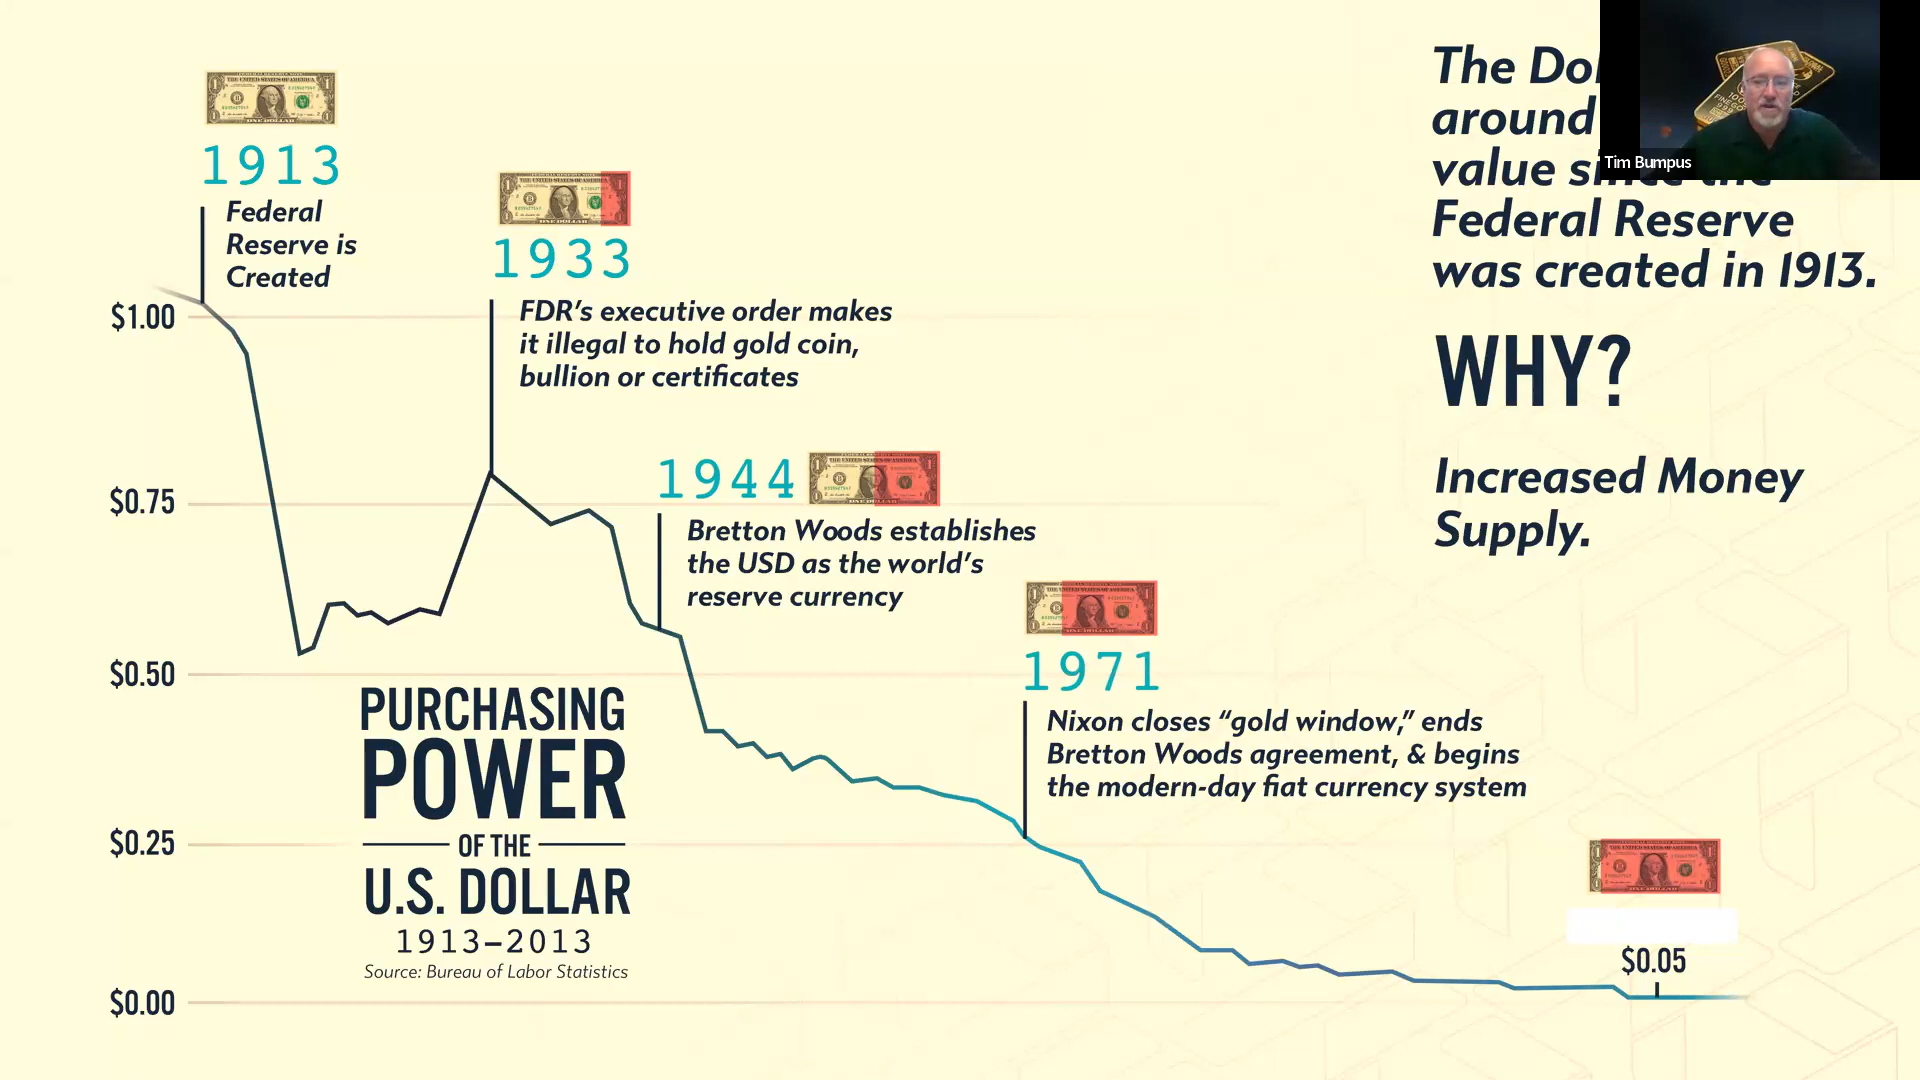 1913
Federal
Reserve is
Created
1933
FDR's executive order makes
it illegal to hold gold coin,
bullion or certificates
1944
Bretton Woods establishes
the USD as the world's
reserve currency
1971
Nixon closes “gold window,” ends
Bretton Woods agreement, & begins
the modern-day fiat currency system
$1.00
$0.75
$0.50
$0.25
$0.00
$0.05
PURCHASING
POWER
OF THE
U.S. DOLLAR
1913–2013
Source: Bureau of Labor Statistics
The
around
value since the
Federal Reserve
was created in 1913.
WHY?
Increased Money
Supply.
Tim Bumpus